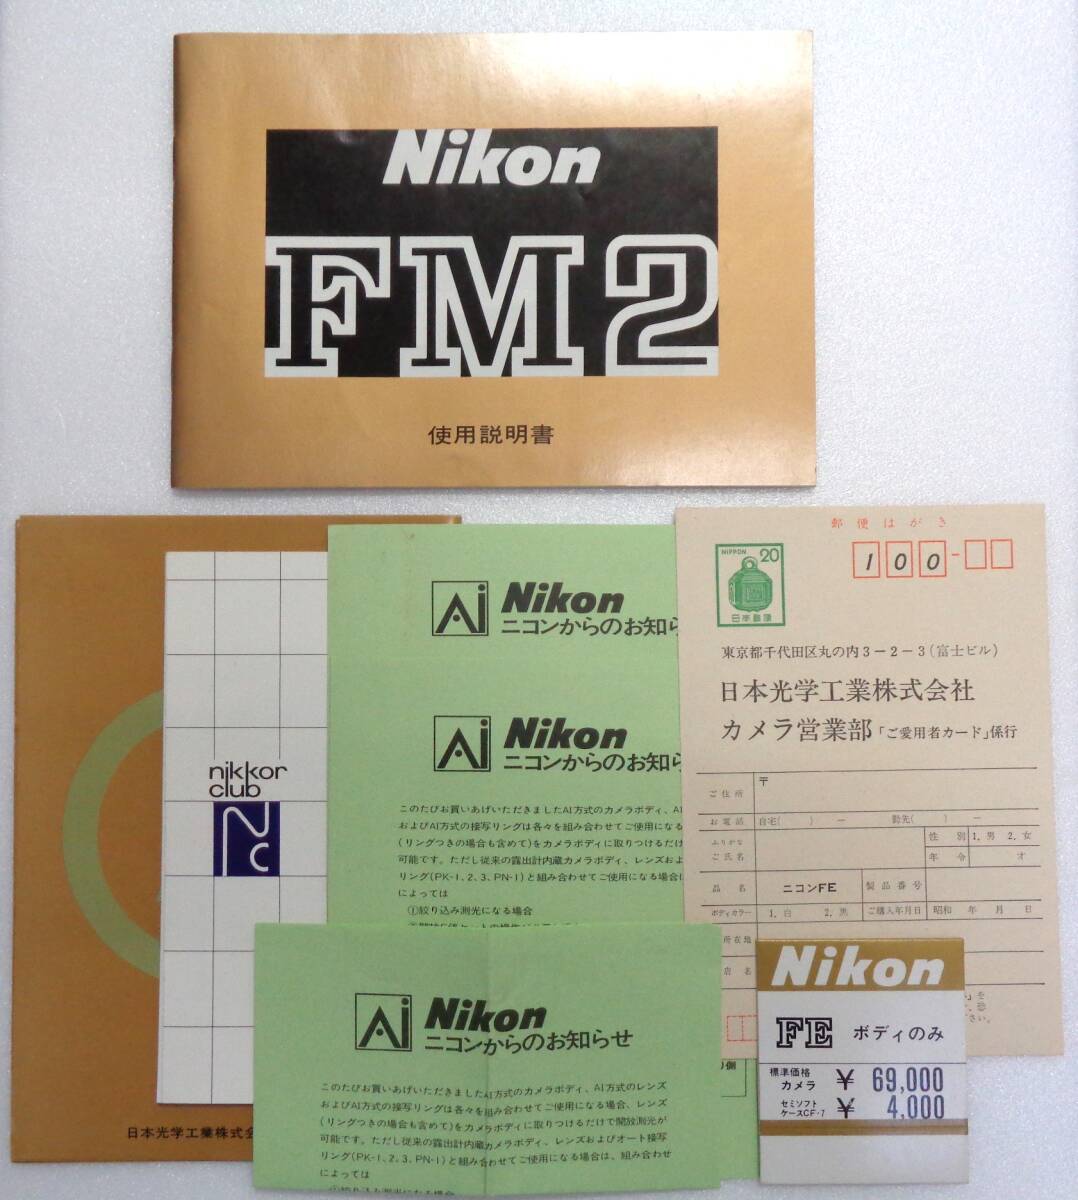 Nikon
FM2
使用説明書
日本光学工業株式会
nikkor
club
Nc
Ai Nikon
ニコンからのお知ら
Ai Nikon
ニコンからのお知ら
このたびお買いあげいただきましたAI方式のカメラボディ、AI
およびAI方式の接写リングは各々を組み合わせてご使用になる
(リングつきの場合も含めて)をカメラボディに取りつけるだけ
可能です。ただし従来の露出計内蔵カメラボディ、レンズおよ
リング(PK-1、2、3、PN-1)と組み合わせてご使用になる場合
によっては
①絞り込み測光になる場合
Ai Nikon
ニコンからのお知らせ
このたびお買いあげいただきましたAI方式のカメラボディ、AI方式のレンズ
およびAI方式の接写リングは各々を組み合わせてご使用になる場合、レンズ
(リングつきの場合も含めて)をカメラボディに取りつけるだけで開放測光が
可能です。ただし従来の露出計内蔵カメラボディ、レンズおよびオート接写
リング(PK-1、2、3、PN-1)と組み合わせてご使用になる場合は、組み合わせ
によっては
①絞り込み測光になる場合
郵便はがき
NIPPON 20
日本郵便
100-
東京都千代田区丸の内3-2-3(富士ビル)
日本光学工業株式会社
カメラ営業部「ご愛用者カード」係行
ご住所 〒
お電話 自宅( ) - 勤先( ) -
ふりがな
ご氏名
性別 1.男 2.女
年令 才
品名 ニコンFE 製品番号
ボディカラー 1.白 2.黒 ご購入年月日 昭和 年 月 日
所在地
店名
側
Nikon
FE ボディのみ
標準価格
カメラ ¥ 69,000
セミソフト
ケースCF-7 ¥ 4,000